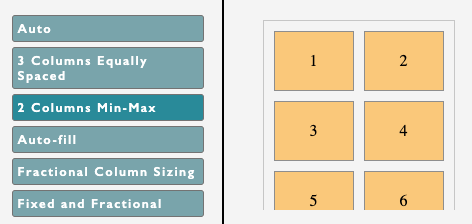 Auto
3 Columns Equally
Spaced
2 Columns Min-Max
Auto-fill
Fractional Column Sizing
Fixed and Fractional
1 2
3 4
5 6